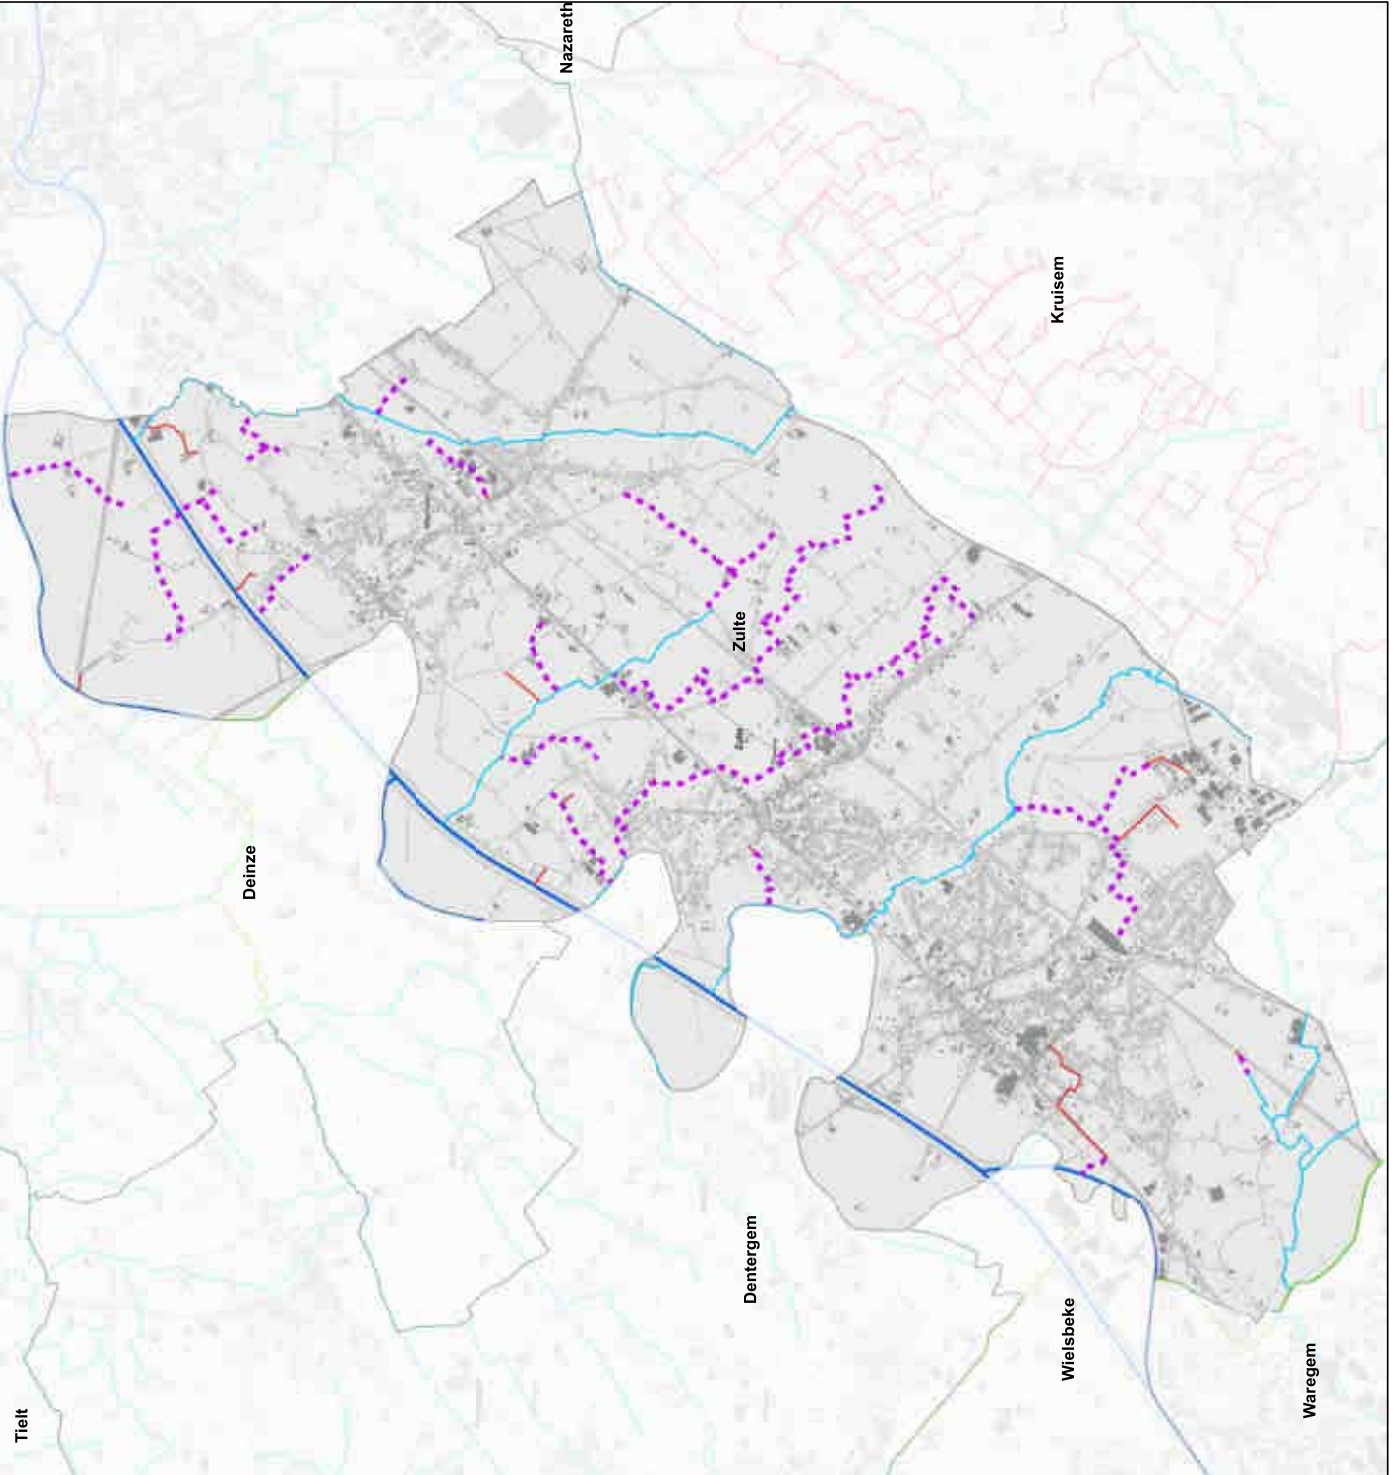 Tielt
Deinze
Nazareth
Zulte
Kruisem
Dentergem
Wielsbeke
Waregem